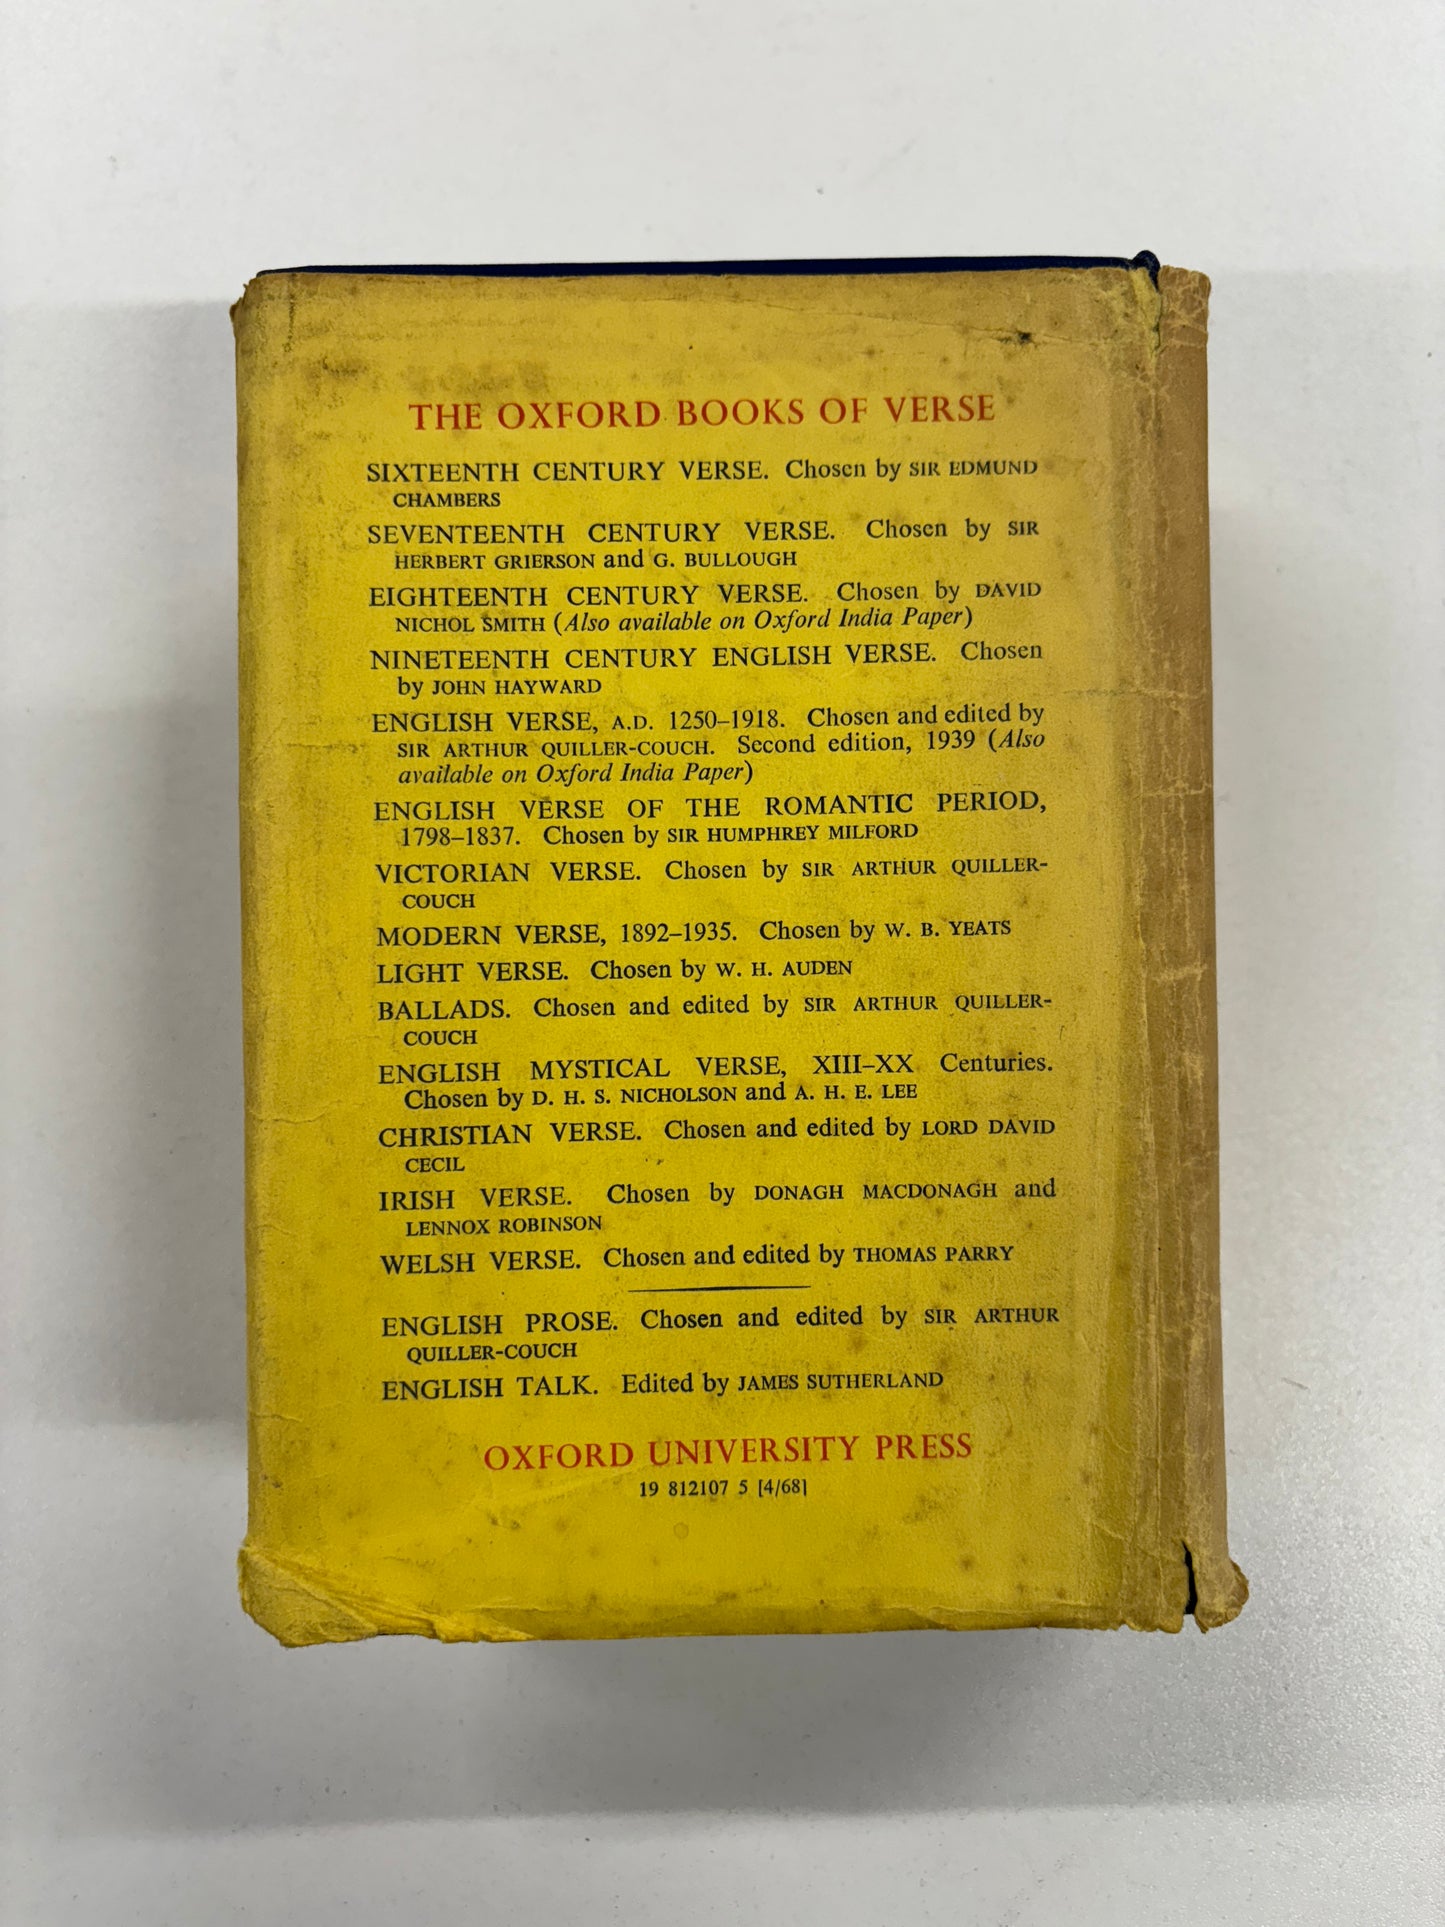 THE OXFORD BOOKS OF VERSE
SIXTEENTH CENTURY VERSE. Chosen by SIR EDMUND
CHAMBERS
SEVENTEENTH CENTURY VERSE. Chosen by SIR
HERBERT GRIERSON and G. BULLOUGH
EIGHTEENTH CENTURY VERSE. Chosen by DAVID
NICHOL SMITH (Also available on Oxford India Paper)
NINETEENTH CENTURY ENGLISH VERSE. Chosen
by JOHN HAYWARD
ENGLISH VERSE, A.D. 1250–1918. Chosen and edited by
SIR ARTHUR QUILLER-COUCH. Second edition, 1939 (Also
available on Oxford India Paper)
ENGLISH VERSE OF THE ROMANTIC PERIOD,
1798–1837. Chosen by SIR HUMPHREY MILFORD
VICTORIAN VERSE. Chosen by SIR ARTHUR QUILLER-
COUCH
MODERN VERSE, 1892–1935. Chosen by W. B. YEATS
LIGHT VERSE. Chosen by W. H. AUDEN
BALLADS. Chosen and edited by SIR ARTHUR QUILLER-
COUCH
ENGLISH MYSTICAL VERSE, XIII–XX Centuries.
Chosen by D. H. S. NICHOLSON and A. H. E. LEE
CHRISTIAN VERSE. Chosen and edited by LORD DAVID
CECIL
IRISH VERSE. Chosen by DONAGH MACDONAGH and
LENNOX ROBINSON
WELSH VERSE. Chosen and edited by THOMAS PARRY
ENGLISH PROSE. Chosen and edited by SIR ARTHUR
QUILLER-COUCH
ENGLISH TALK. Edited by JAMES SUTHERLAND
OXFORD UNIVERSITY PRESS
19 812107 5 [4/68]